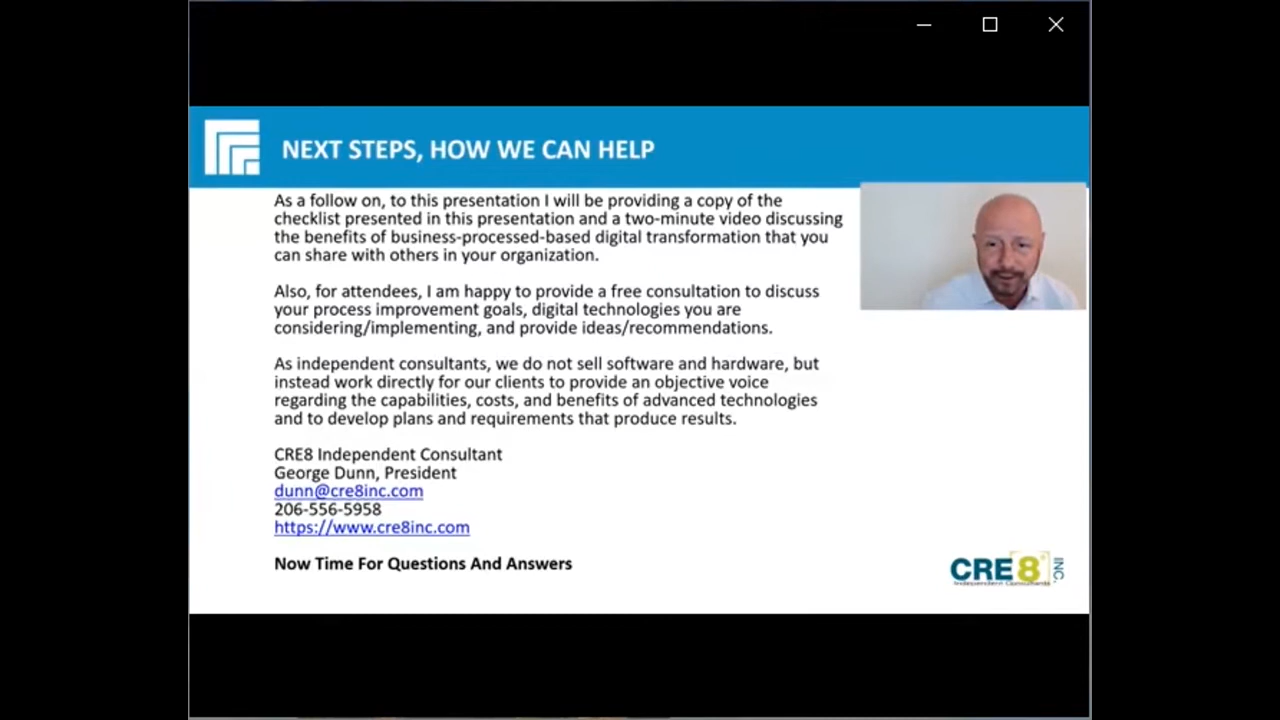 NEXT STEPS, HOW WE CAN HELP
As a follow on, to this presentation I will be providing a copy of the
checklist presented in this presentation and a two-minute video discussing
the benefits of business-processed-based digital transformation that you
can share with others in your organization.
Also, for attendees, I am happy to provide a free consultation to discuss
your process improvement goals, digital technologies you are
considering/implementing, and provide ideas/recommendations.
As independent consultants, we do not sell software and hardware, but
instead work directly for our clients to provide an objective voice
regarding the capabilities, costs, and benefits of advanced technologies
and to develop plans and requirements that produce results.
CRE8 Independent Consultant
George Dunn, President
dunn@cre8inc.com
206-556-5958
https://www.cre8inc.com
Now Time For Questions And Answers
CRE8 INC.
Independent Consultants